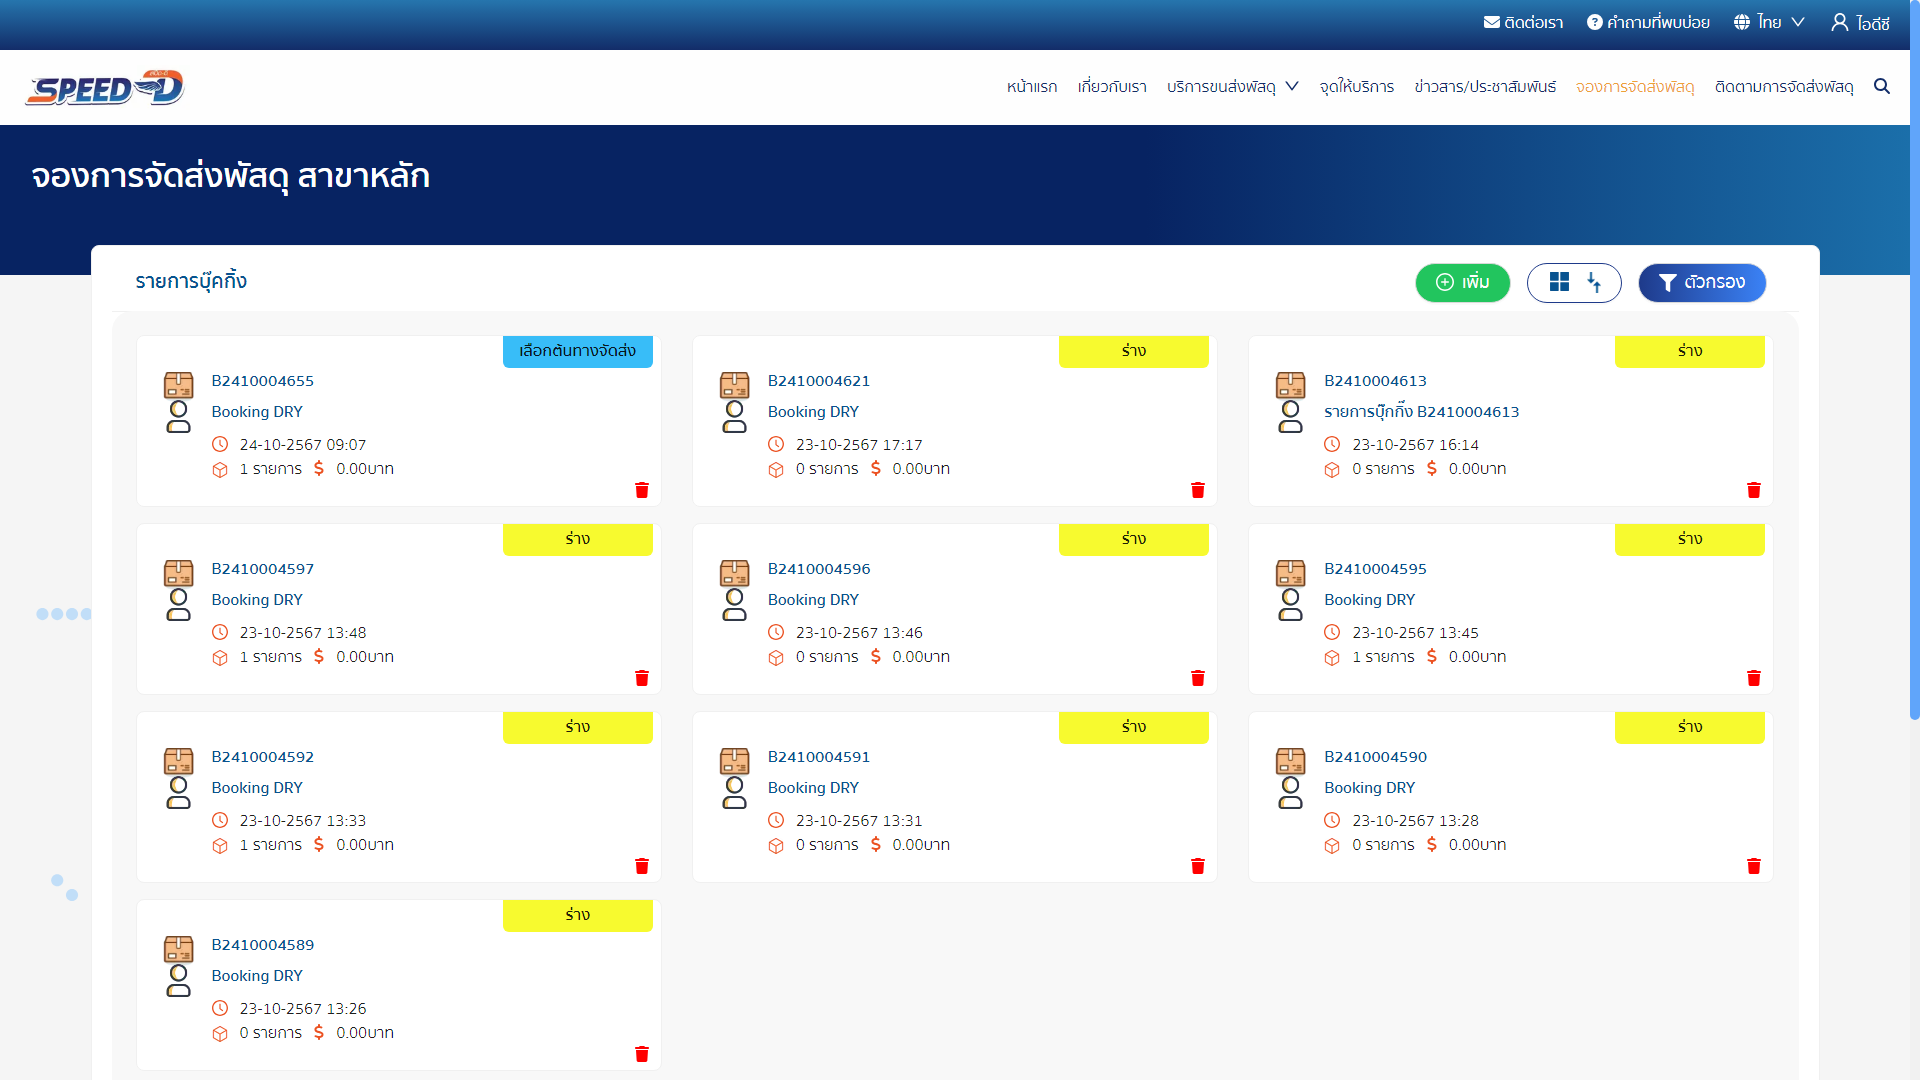 ติดต่อเรา คำถามที่พบบ่อย ไทย ไอดีซี
SPEED-D
หน้าแรก เกี่ยวกับเรา บริการขนส่งพัสดุ จุดให้บริการ ข่าวสาร/ประชาสัมพันธ์ จองการจัดส่งพัสดุ ติดตามการจัดส่งพัสดุ
จองการจัดส่งพัสดุ สาขาหลัก
รายการบุ๊คกิ้ง
เพิ่ม ตัวกรอง
เลือกต้นทางจัดส่ง
B2410004655
Booking DRY
24-10-2567 09:07
1 รายการ $ 0.00บาท
ร่าง
B2410004621
Booking DRY
23-10-2567 17:17
0 รายการ $ 0.00บาท
ร่าง
B2410004613
รายการบุ๊กกิ๊ง B2410004613
23-10-2567 16:14
0 รายการ $ 0.00บาท
ร่าง
B2410004597
Booking DRY
23-10-2567 13:48
1 รายการ $ 0.00บาท
ร่าง
B2410004596
Booking DRY
23-10-2567 13:46
0 รายการ $ 0.00บาท
ร่าง
B2410004595
Booking DRY
23-10-2567 13:45
1 รายการ $ 0.00บาท
ร่าง
B2410004592
Booking DRY
23-10-2567 13:33
1 รายการ $ 0.00บาท
ร่าง
B2410004591
Booking DRY
23-10-2567 13:31
0 รายการ $ 0.00บาท
ร่าง
B2410004590
Booking DRY
23-10-2567 13:28
0 รายการ $ 0.00บาท
ร่าง
B2410004589
Booking DRY
23-10-2567 13:26
0 รายการ $ 0.00บาท